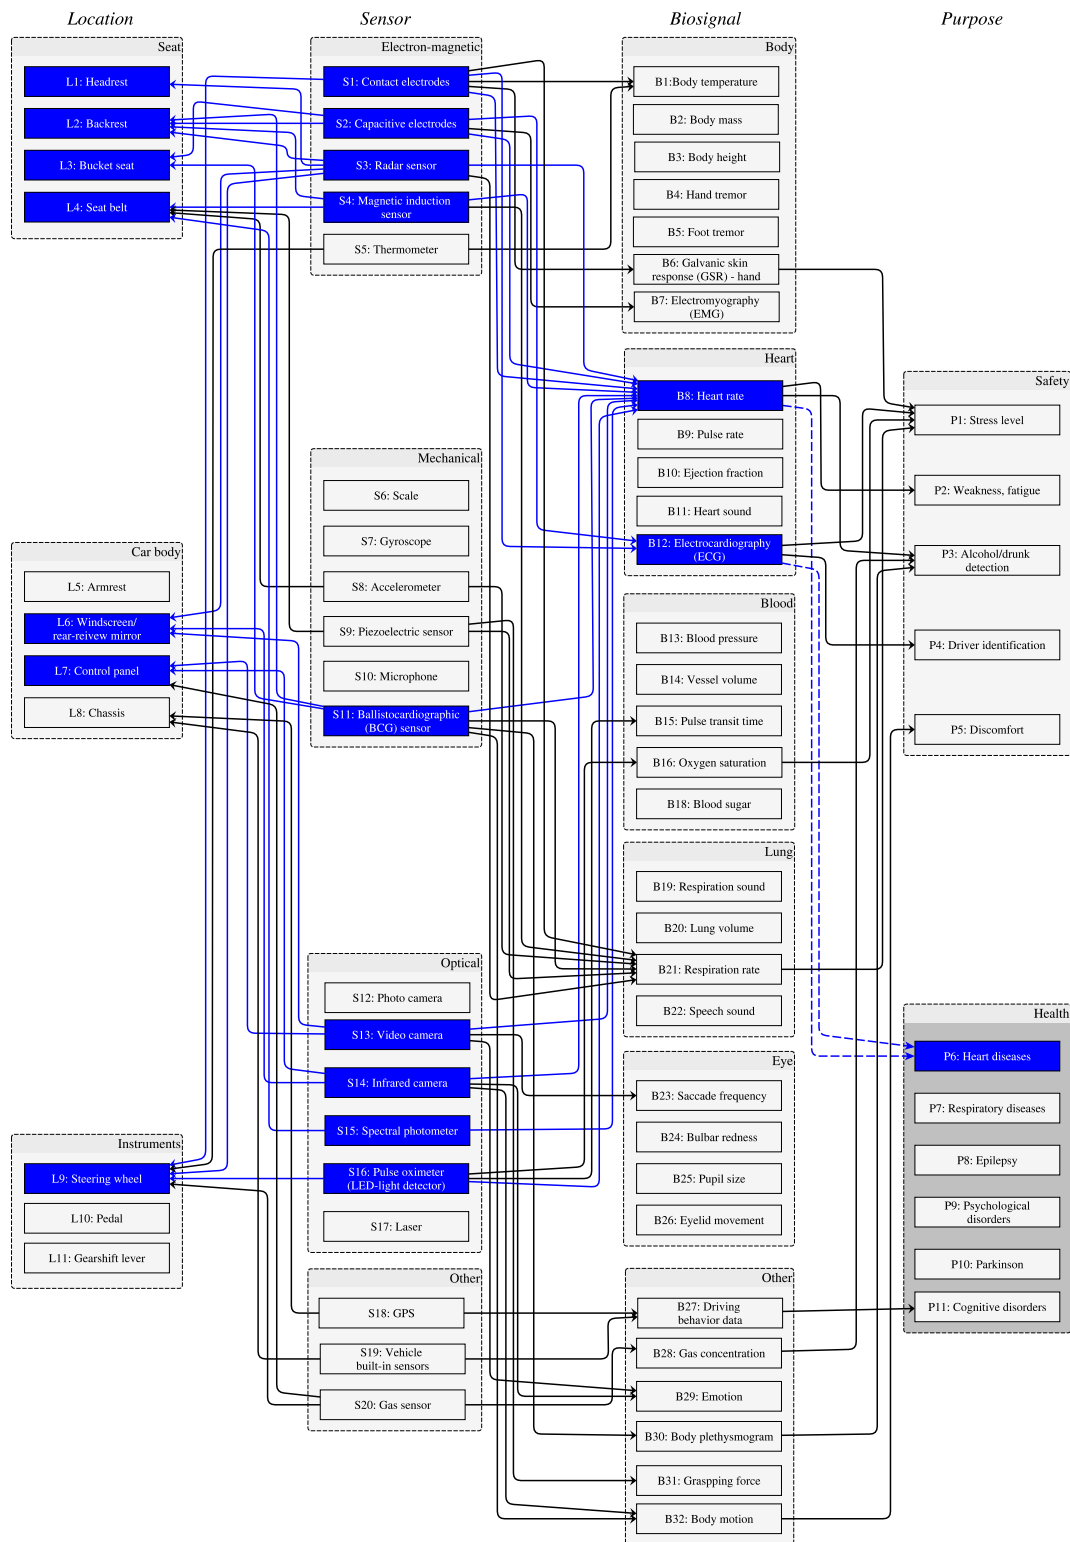 Location
Sensor
Biosignal
Purpose
Seat
L1: Headrest
L2: Backrest
L3: Bucket seat
L4: Seat belt
Car body
L5: Armrest
L6: Windscreen/
rear-reivew mirror
L7: Control panel
L8: Chassis
Instruments
L9: Steering wheel
L10: Pedal
L11: Gearshift lever
Electron-magnetic
S1: Contact electrodes
S2: Capacitive electrodes
S3: Radar sensor
S4: Magnetic induction
sensor
S5: Thermometer
Mechanical
S6: Scale
S7: Gyroscope
S8: Accelerometer
S9: Piezoelectric sensor
S10: Microphone
S11: Ballistocardiographic
(BCG) sensor
Optical
S12: Photo camera
S13: Video camera
S14: Infrared camera
S15: Spectral photometer
S16: Pulse oximeter
(LED-light detector)
S17: Laser
Other
S18: GPS
S19: Vehicle
built-in sensors
S20: Gas sensor
Body
B1:Body temperature
B2: Body mass
B3: Body height
B4: Hand tremor
B5: Foot tremor
B6: Galvanic skin
response (GSR) - hand
B7: Electromyography
(EMG)
Heart
B8: Heart rate
B9: Pulse rate
B10: Ejection fraction
B11: Heart sound
B12: Electrocardiography
(ECG)
Blood
B13: Blood pressure
B14: Vessel volume
B15: Pulse transit time
B16: Oxygen saturation
B18: Blood sugar
Lung
B19: Respiration sound
B20: Lung volume
B21: Respiration rate
B22: Speech sound
Eye
B23: Saccade frequency
B24: Bulbar redness
B25: Pupil size
B26: Eyelid movement
Other
B27: Driving
behavior data
B28: Gas concentration
B29: Emotion
B30: Body plethysmogram
B31: Graspping force
B32: Body motion
Safety
P1: Stress level
P2: Weakness, fatigue
P3: Alcohol/drunk
detection
P4: Driver identification
P5: Discomfort
Health
P6: Heart diseases
P7: Respiratory diseases
P8: Epilepsy
P9: Psychological
disorders
P10: Parkinson
P11: Cognitive disorders